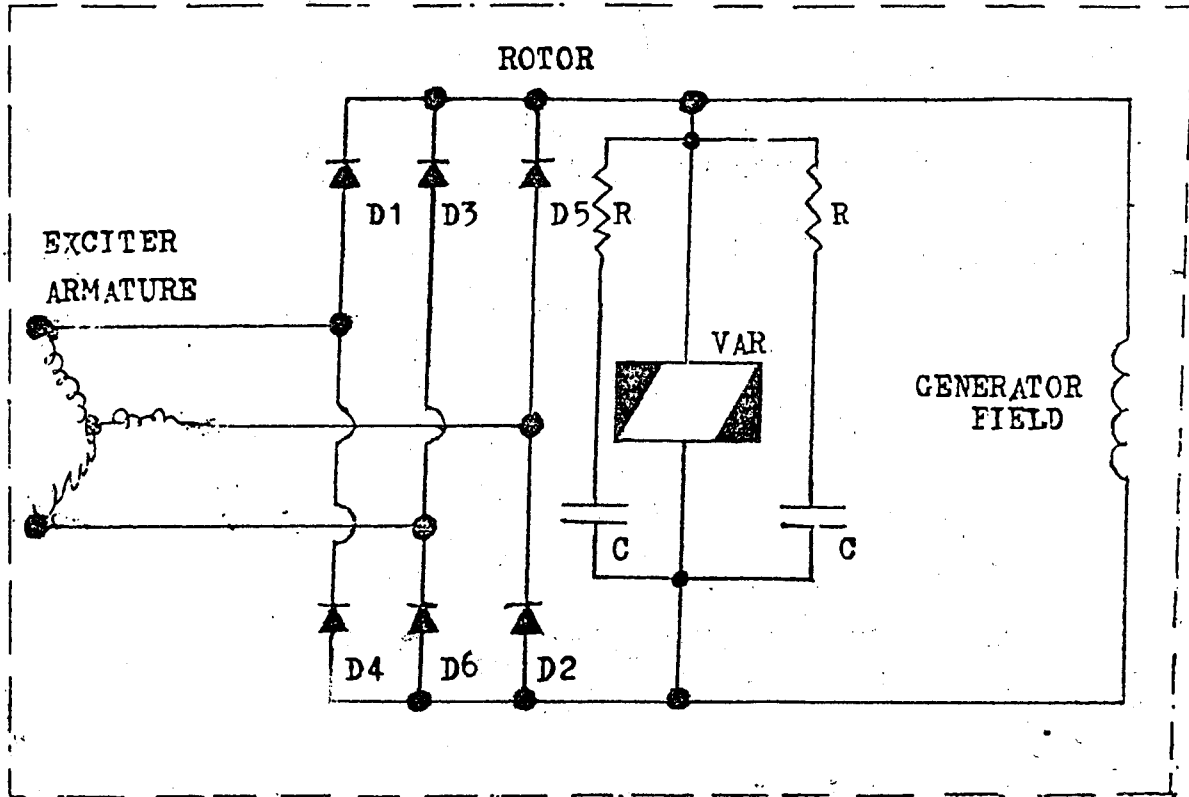 ROTOR
D1
D3
D5
R
R
EXCITER
ARMATURE
VAR
GENERATOR
FIELD
C
C
D4
D6
D2